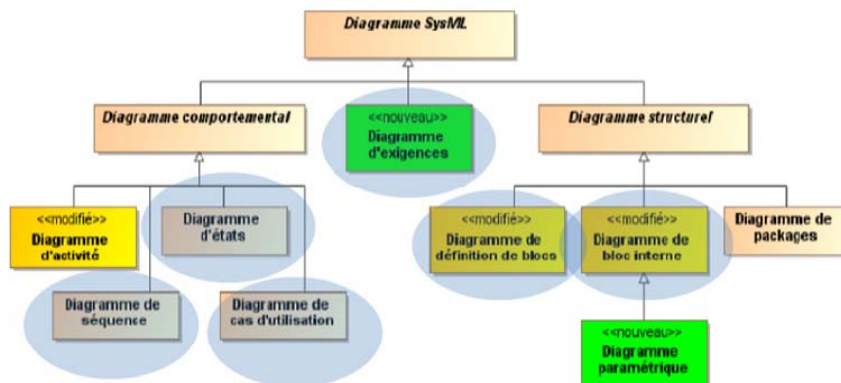 Diagramme SysML
Diagramme comportemental
<<nouveau>>
Diagramme
d'exigences
Diagramme structurel
<<modifié>>
Diagramme
d'activité
Diagramme
d'états
<<modifié>>
Diagramme de
définition de blocs
<<modifié>>
Diagramme de
bloc interne
Diagramme de
packages
Diagramme de
séquence
Diagramme de
cas d'utilisation
<<nouveau>>
Diagramme
paramétrique